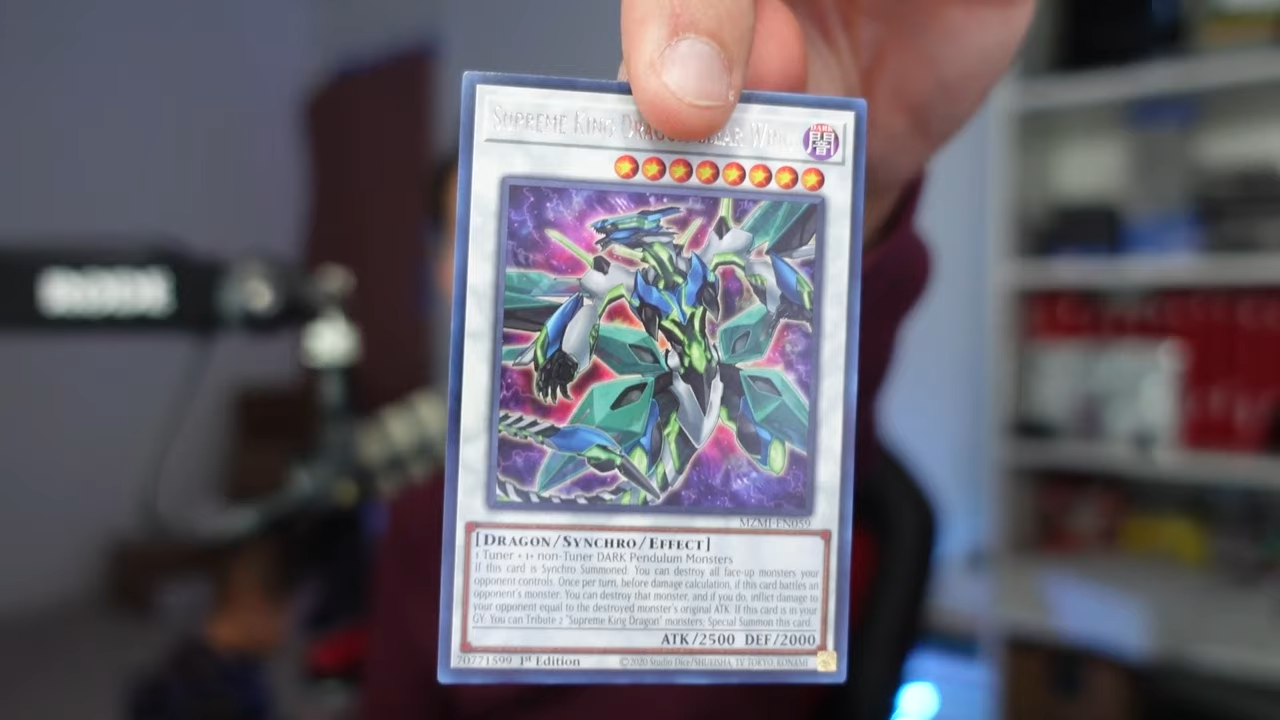 RODE
SUPREME KING DRAGON CLEAR WING
DARK
闇
MZMI-EN059
[DRAGON/SYNCHRO/EFFECT]
1 Tuner + 1+ non-Tuner DARK Pendulum Monsters
If this card is Synchro Summoned: You can destroy all face-up monsters your
opponent controls. Once per turn, before damage calculation, if this card battles an
opponent's monster: You can destroy that monster, and if you do, inflict damage to
your opponent equal to the destroyed monster's original ATK. If this card is in your
GY: You can Tribute 2 "Supreme King Dragon" monsters; Special Summon this card.
ATK/2500 DEF/2000
70771599 1st Edition ©2020 Studio Dice/SHUEISHA, TV TOKYO, KONAMI